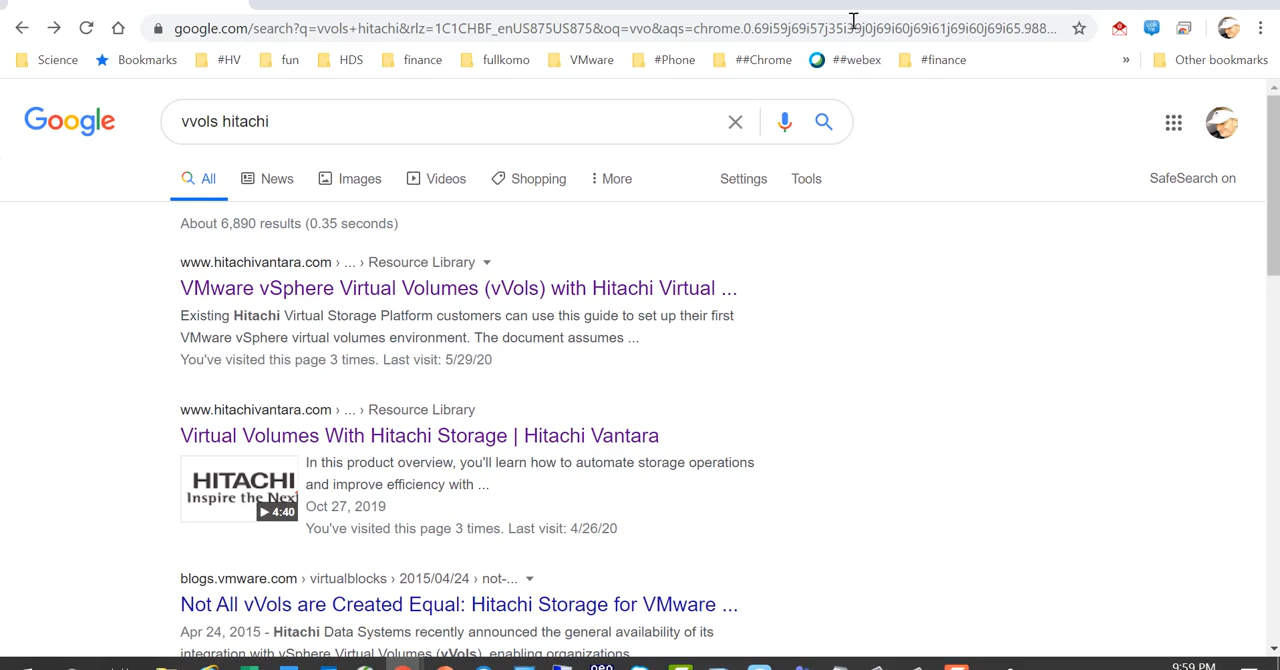 google.com/search?q=vvols+hitachi&rlz=1C1CHBF_enUS875US875&oq=vvo&aqs=chrome.0.69i59j69i57j35i39j0j69i60j69i61j69i60j69i65.988...
Science Bookmarks #HV fun HDS finance fullkomo VMware #Phone ##Chrome ##webex #finance » Other bookmarks
Google vvols hitachi
All News Images Videos Shopping More Settings Tools SafeSearch on
About 6,890 results (0.35 seconds)
www.hitachivantara.com › ... › Resource Library
VMware vSphere Virtual Volumes (vVols) with Hitachi Virtual ...
Existing Hitachi Virtual Storage Platform customers can use this guide to set up their first
VMware vSphere virtual volumes environment. The document assumes ...
You've visited this page 3 times. Last visit: 5/29/20
www.hitachivantara.com › ... › Resource Library
Virtual Volumes With Hitachi Storage | Hitachi Vantara
HITACHI
Inspire the Next
4:40
In this product overview, you'll learn how to automate storage operations
and improve efficiency with ...
Oct 27, 2019
You've visited this page 3 times. Last visit: 4/26/20
blogs.vmware.com › virtualblocks › 2015/04/24 › not-...
Not All vVols are Created Equal: Hitachi Storage for VMware ...
Apr 24, 2015 - Hitachi Data Systems recently announced the general availability of its
integration with vSphere Virtual Volumes (vVols), enabling organizations
9:59 PM